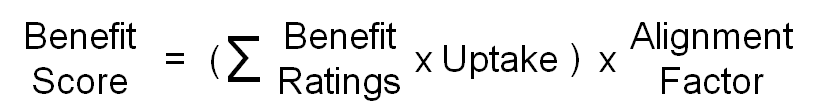 Benefit Score = ( ∑ Benefit Ratings x Uptake ) x Alignment Factor